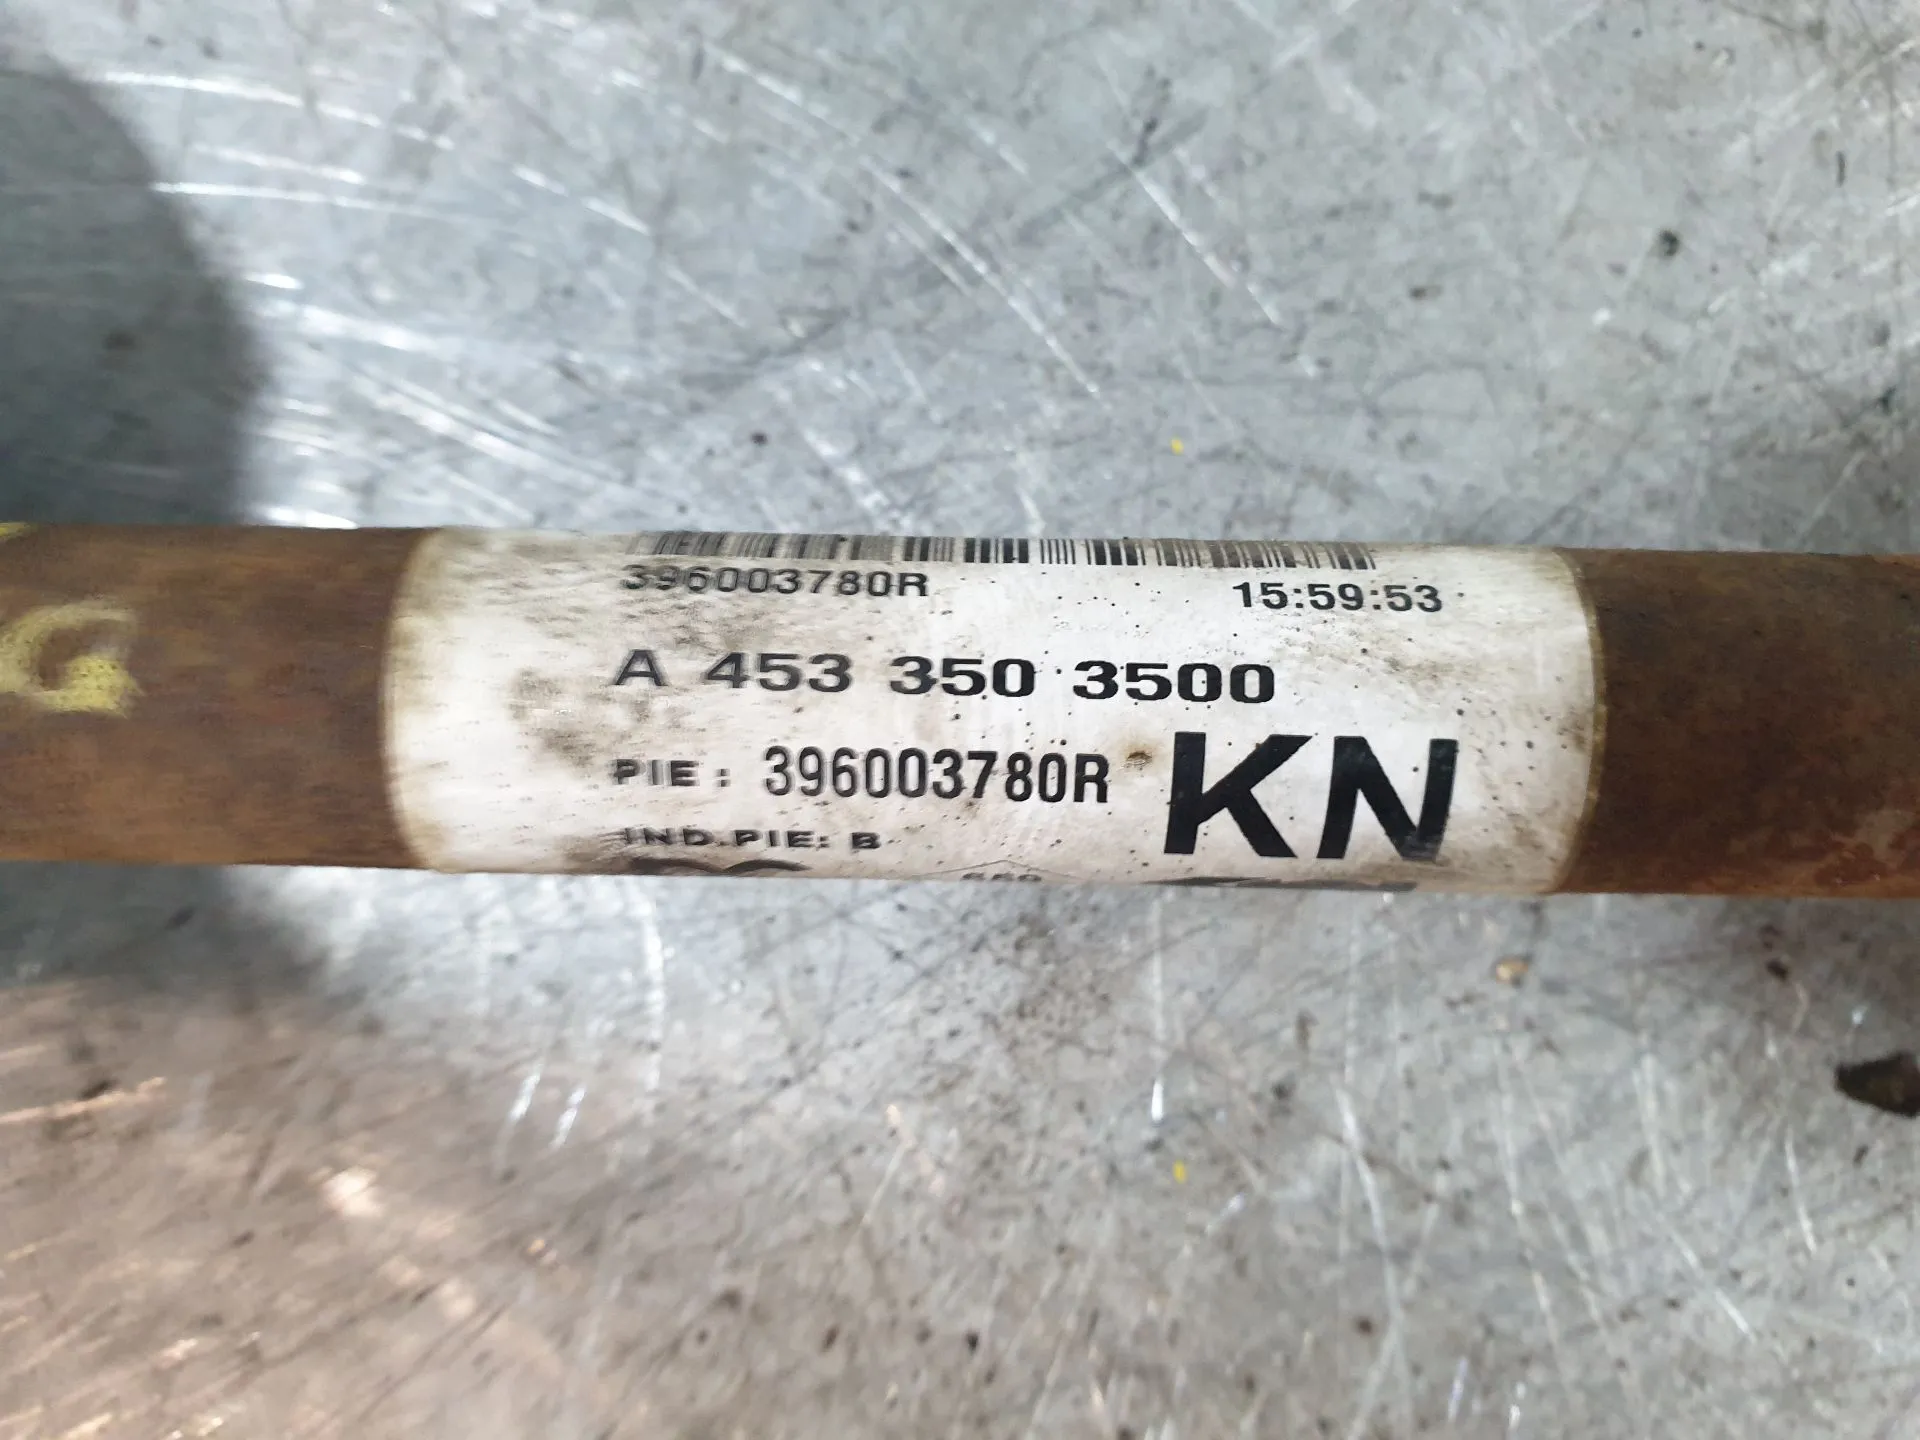 G
396003780R 15:59:53
A 453 350 3500
PIE: 396003780R KN
IND.PIE: B